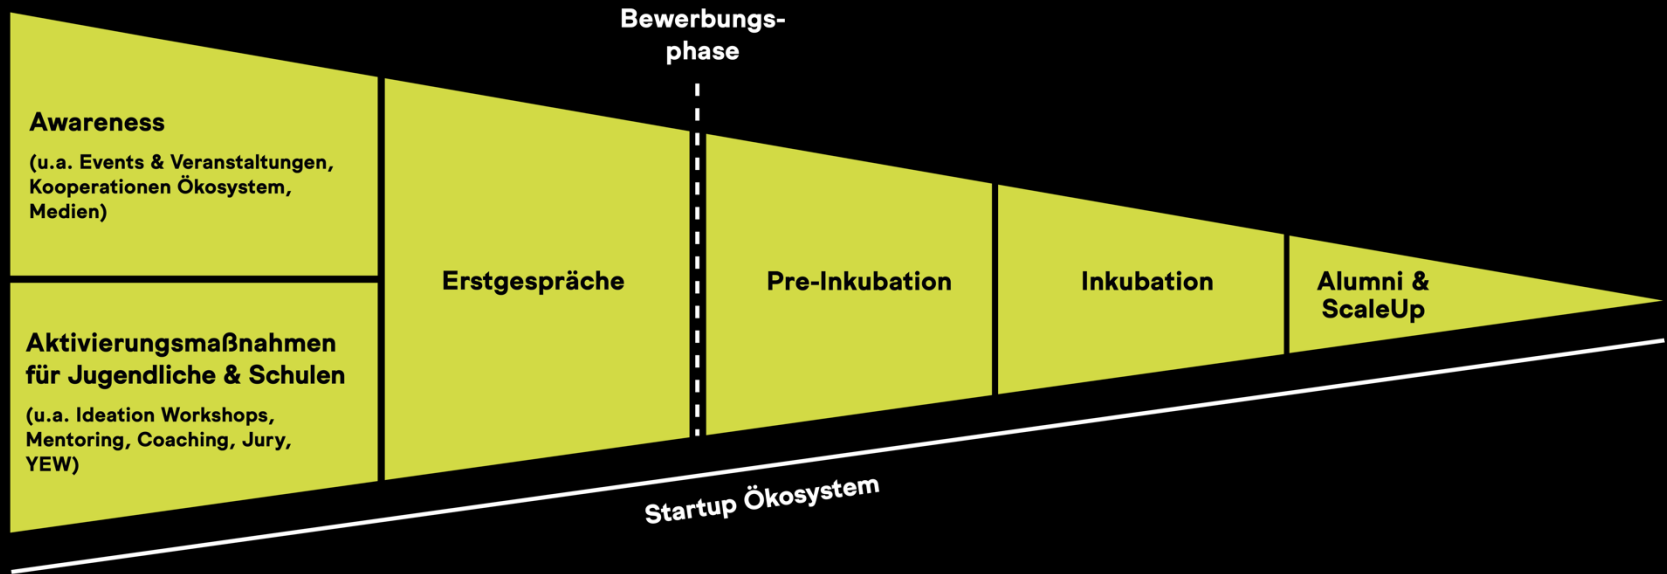 Bewerbungs-
phase
Awareness
(u.a. Events & Veranstaltungen,
Kooperationen Ökosystem,
Medien)
Aktivierungsmaßnahmen
für Jugendliche & Schulen
(u.a. Ideation Workshops,
Mentoring, Coaching, Jury,
YEW)
Erstgespräche
Pre-Inkubation
Inkubation
Alumni &
ScaleUp
Startup Ökosystem